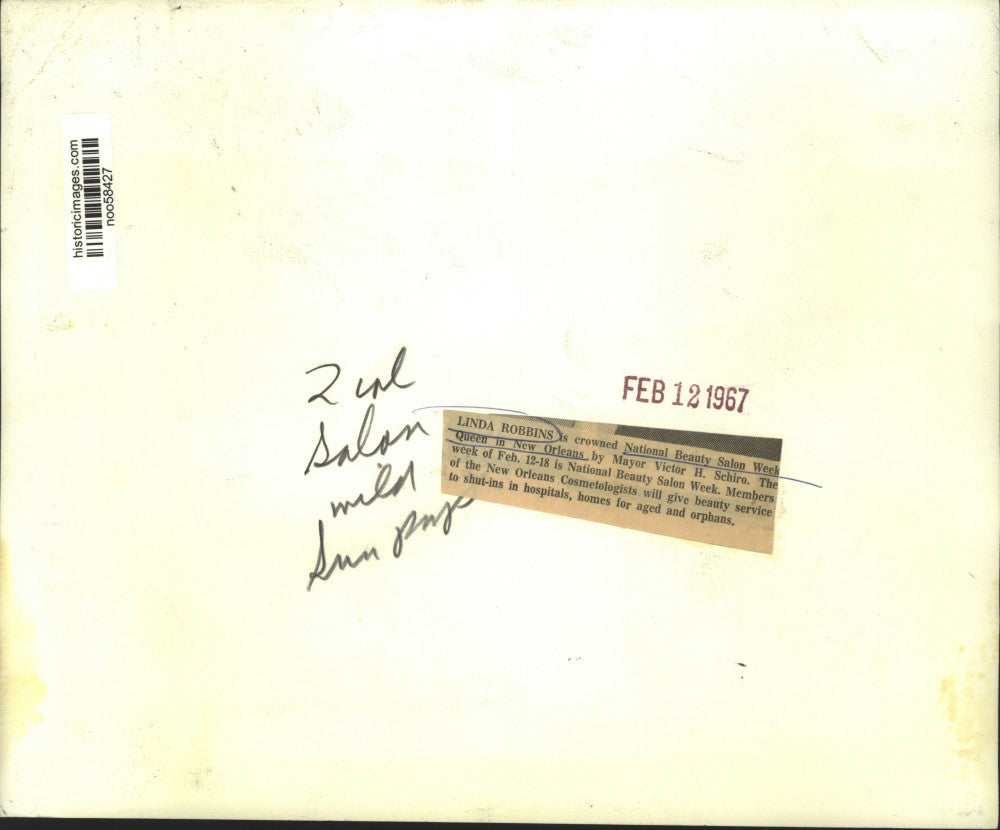 historicimages.com
noo58427
FEB 12 1967
2 col
Salon
mild
Sun
LINDA ROBBINS is crowned National Beauty Salon Week
Queen in New Orleans by Mayor Victor H. Schiro. The
week of Feb. 12-18 is National Beauty Salon Week. Members
of the New Orleans Cosmetologists will give beauty service
to shut-ins in hospitals, homes for aged and orphans.